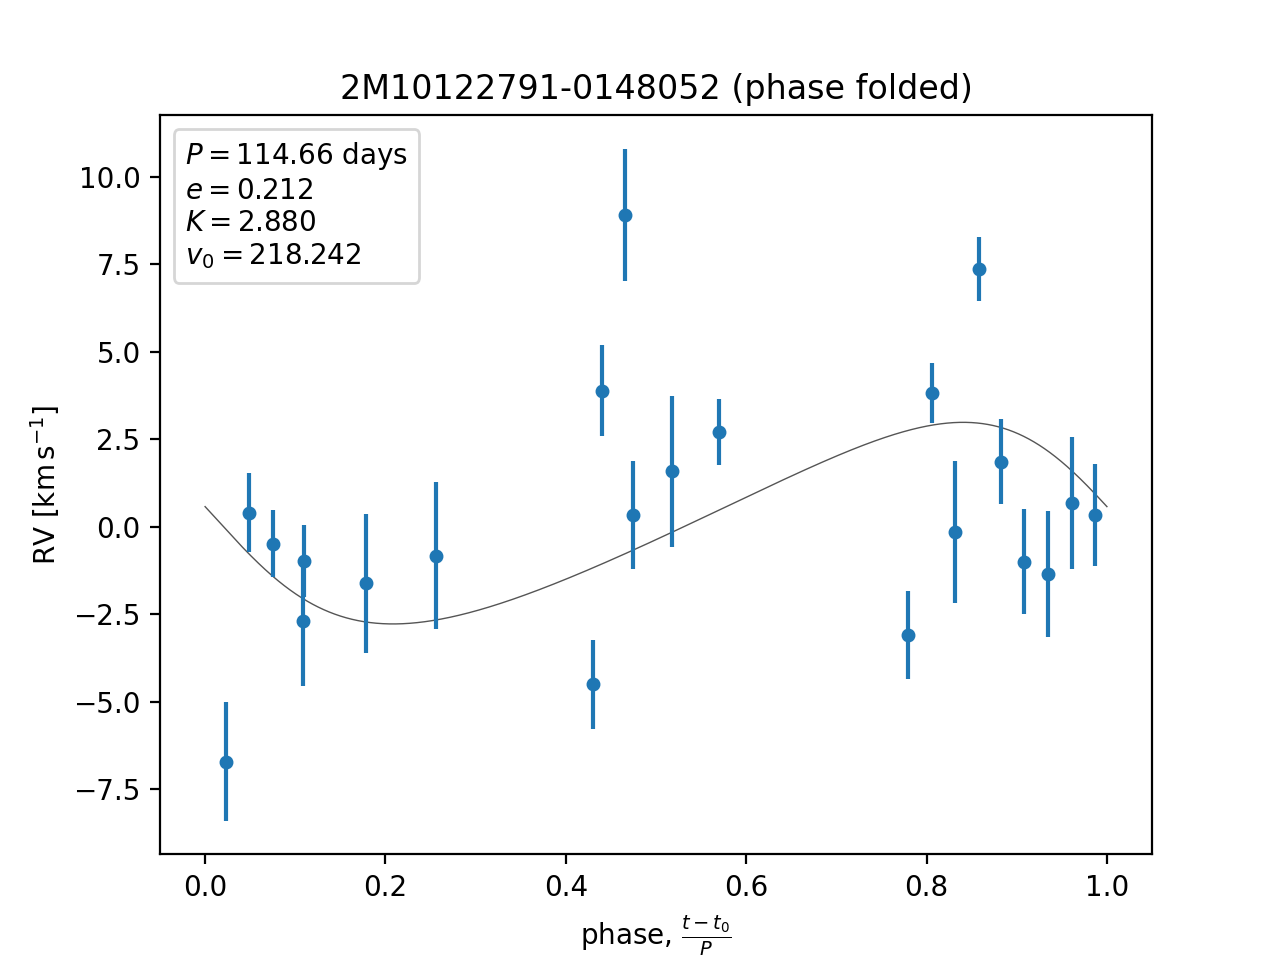 2M10122791-0148052 (phase folded)
P = 114.66 days
e = 0.212
K = 2.880
v₀ = 218.242
10.0
7.5
5.0
2.5
0.0
−2.5
−5.0
−7.5
RV [km s⁻¹]
0.0 0.2 0.4 0.6 0.8 1.0
phase, (t − t₀)/P